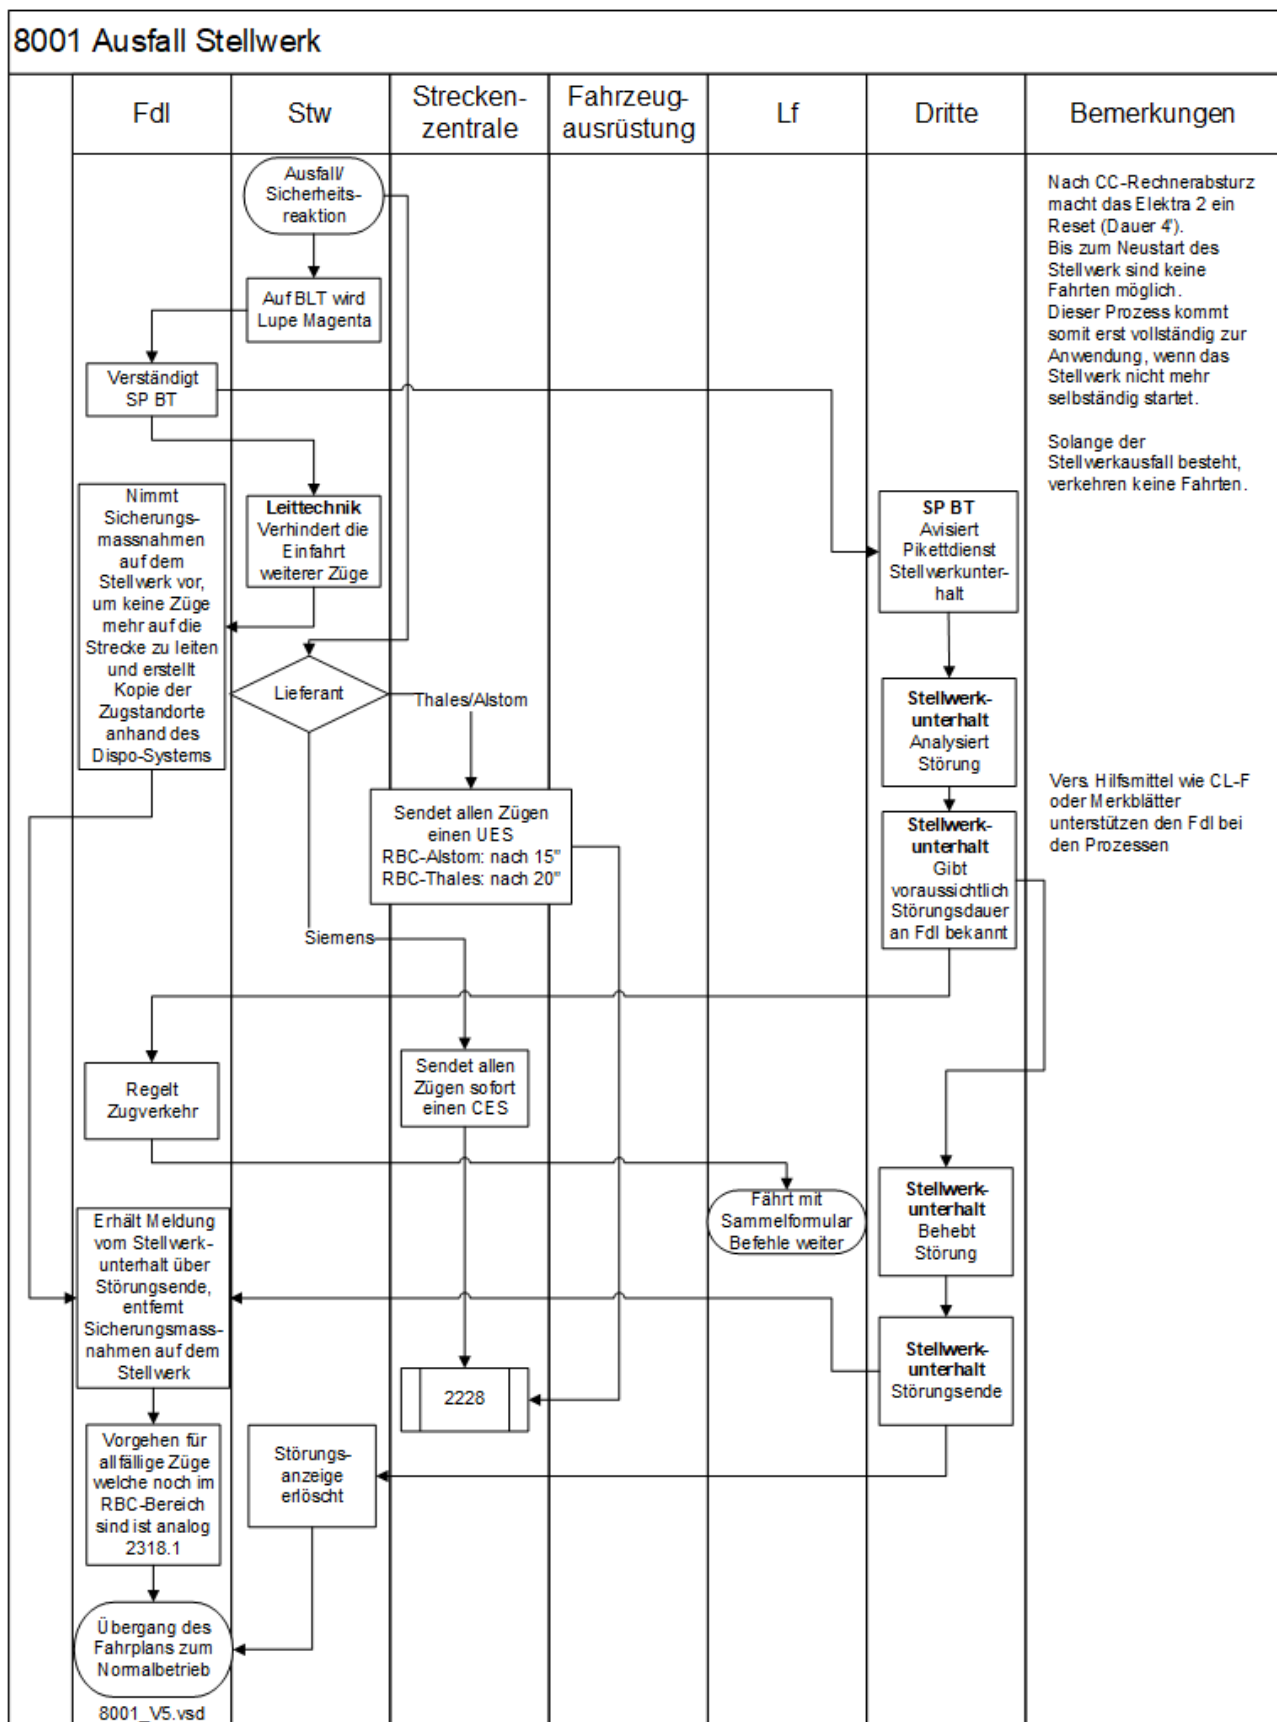 8001 Ausfall Stellwerk
Fdl
Stw
Strecken-
zentrale
Fahrzeug-
ausrüstung
Lf
Dritte
Bemerkungen
Ausfall/
Sicherheits-
reaktion
Nach CC-Rechnerabsturz
macht das Elektra 2 ein
Reset (Dauer 4').
Bis zum Neustart des
Stellwerk sind keine
Fahrten möglich.
Dieser Prozess kommt
somit erst vollständig zur
Anwendung, wenn das
Stellwerk nicht mehr
selbständig startet.
Solange der
Stellwerkausfall besteht,
verkehren keine Fahrten.
Auf BLT wird
Lupe Magenta
Verständigt
SP BT
Nimmt
Sicherungs-
massnahmen
auf dem
Stellwerk vor,
um keine Züge
mehr auf die
Strecke zu leiten
und erstellt
Kopie der
Zugstandorte
anhand des
Dispo-Systems
Leittechnik
Verhindert die
Einfahrt
weiterer Züge
SP BT
Avisiert
Pikettdienst
Stellwerkunter-
halt
Lieferant
Thales/Alstom
Stellwerk-
unterhalt
Analysiert
Störung
Sendet allen Zügen
einen UES
RBC-Alstom: nach 15"
RBC-Thales: nach 20"
Stellwerk-
unterhalt
Gibt
voraussichtlich
Störungsdauer
an Fdl bekannt
Vers. Hilfsmittel wie CL-F
oder Merkblätter
unterstützen den Fdl bei
den Prozessen
Siemens
Regelt
Zugverkehr
Sendet allen
Zügen sofort
einen CES
Fährt mit
Sammelformular
Befehle weiter
Stellwerk-
unterhalt
Behebt
Störung
Erhält Meldung
vom Stellwerk-
unterhalt über
Störungsende,
entfernt
Sicherungsmass-
nahmen auf dem
Stellwerk
Stellwerk-
unterhalt
Störungsende
2228
Vorgehen für
allfällige Züge
welche noch im
RBC-Bereich
sind ist analog
2318.1
Störungs-
anzeige
erlöscht
Übergang des
Fahrplans zum
Normalbetrieb
8001_V5.vsd